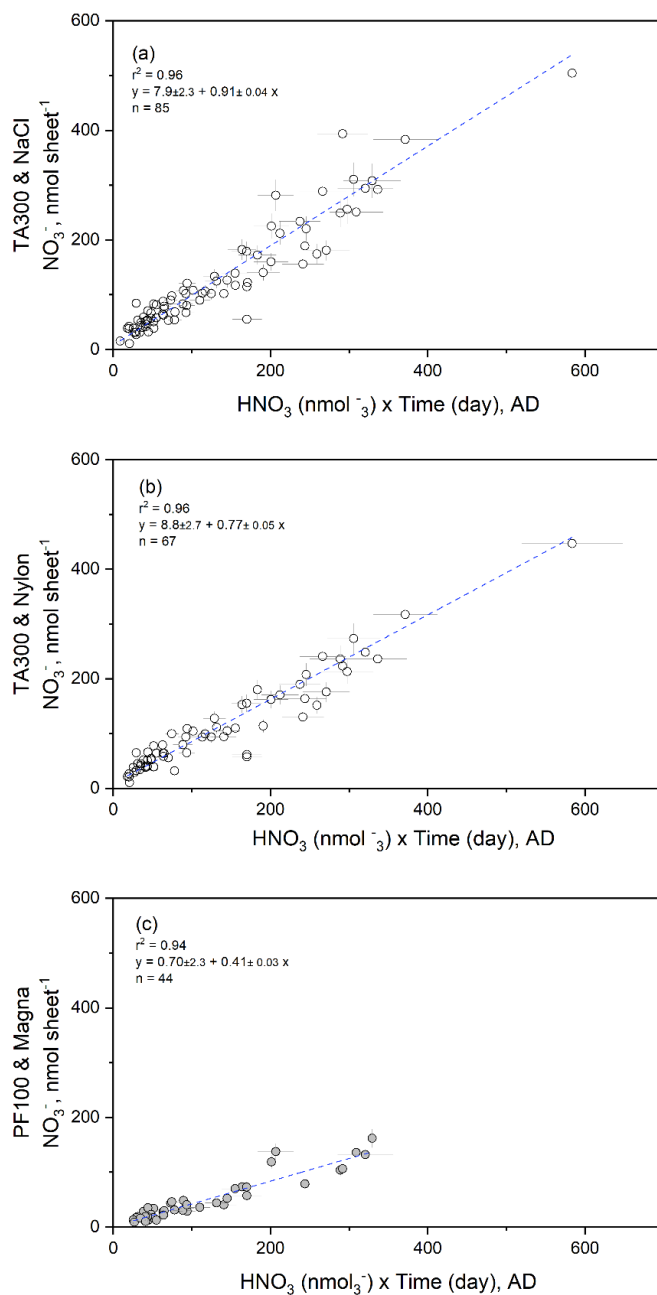 600
(a)
r² = 0.96
y = 7.9±2.3 + 0.91± 0.04 x
n = 85
400
TA300 & NaCl
NO₃⁻, nmol sheet⁻¹
200
0
0 200 400 600
HNO₃ (nmol ⁻₃) x Time (day), AD
600
(b)
r² = 0.96
y = 8.8±2.7 + 0.77± 0.05 x
n = 67
400
TA300 & Nylon
NO₃⁻, nmol sheet⁻¹
200
0
0 200 400 600
HNO₃ (nmol ⁻₃) x Time (day), AD
600
(c)
r² = 0.94
y = 0.70±2.3 + 0.41± 0.03 x
n = 44
400
PF100 & Magna
NO₃⁻, nmol sheet⁻¹
200
0
0 200 400 600
HNO₃ (nmol₃⁻) x Time (day), AD